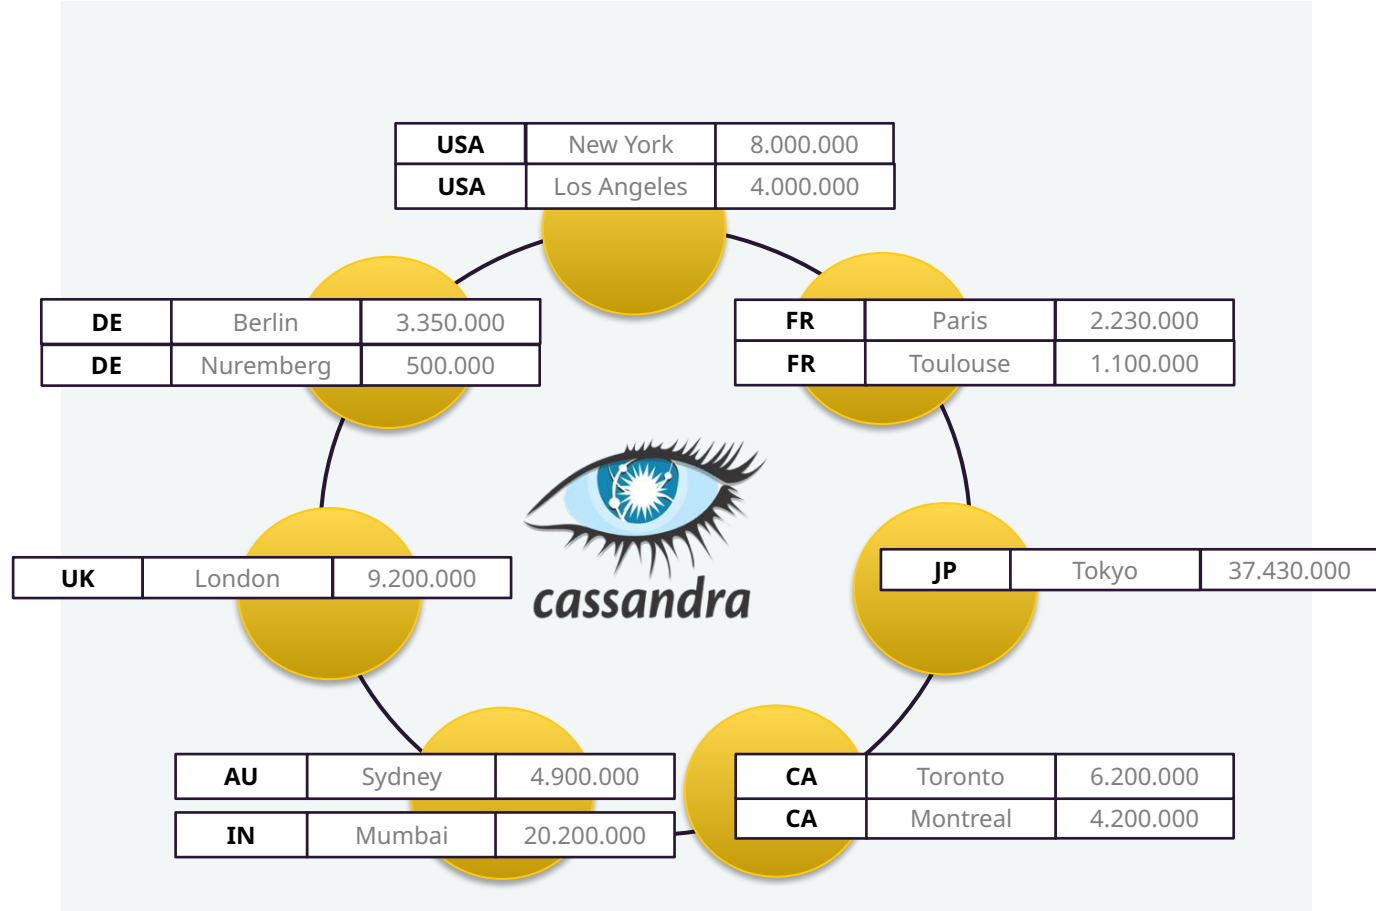 USA New York 8.000.000
USA Los Angeles 4.000.000
DE Berlin 3.350.000
DE Nuremberg 500.000
FR Paris 2.230.000
FR Toulouse 1.100.000
cassandra
UK London 9.200.000
JP Tokyo 37.430.000
AU Sydney 4.900.000
IN Mumbai 20.200.000
CA Toronto 6.200.000
CA Montreal 4.200.000